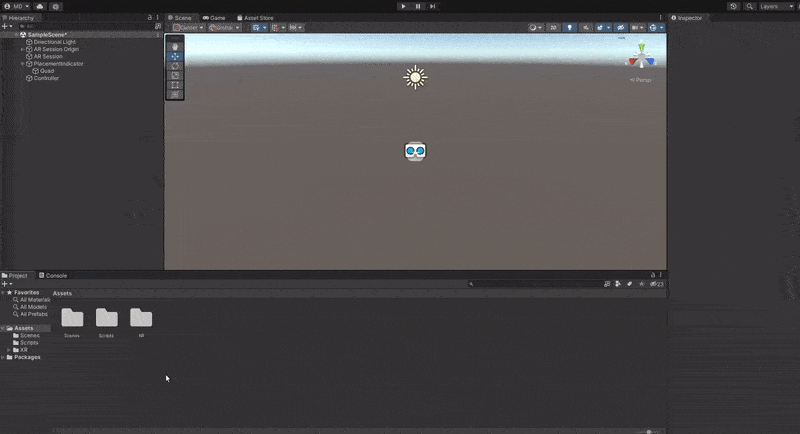 MD
Layers
Hierarchy
Scene
Game
Asset Store
Inspector
All
SampleScene*
Directional Light
AR Session Origin
AR Session
PlacementIndicator
Quad
Controller
Center
Global
2D
y
Persp
Project
Console
23
Favorites
All Materials
All Models
All Prefabs
Assets
Scenes
Scripts
XR
Packages
Assets
Scenes
Scripts
XR